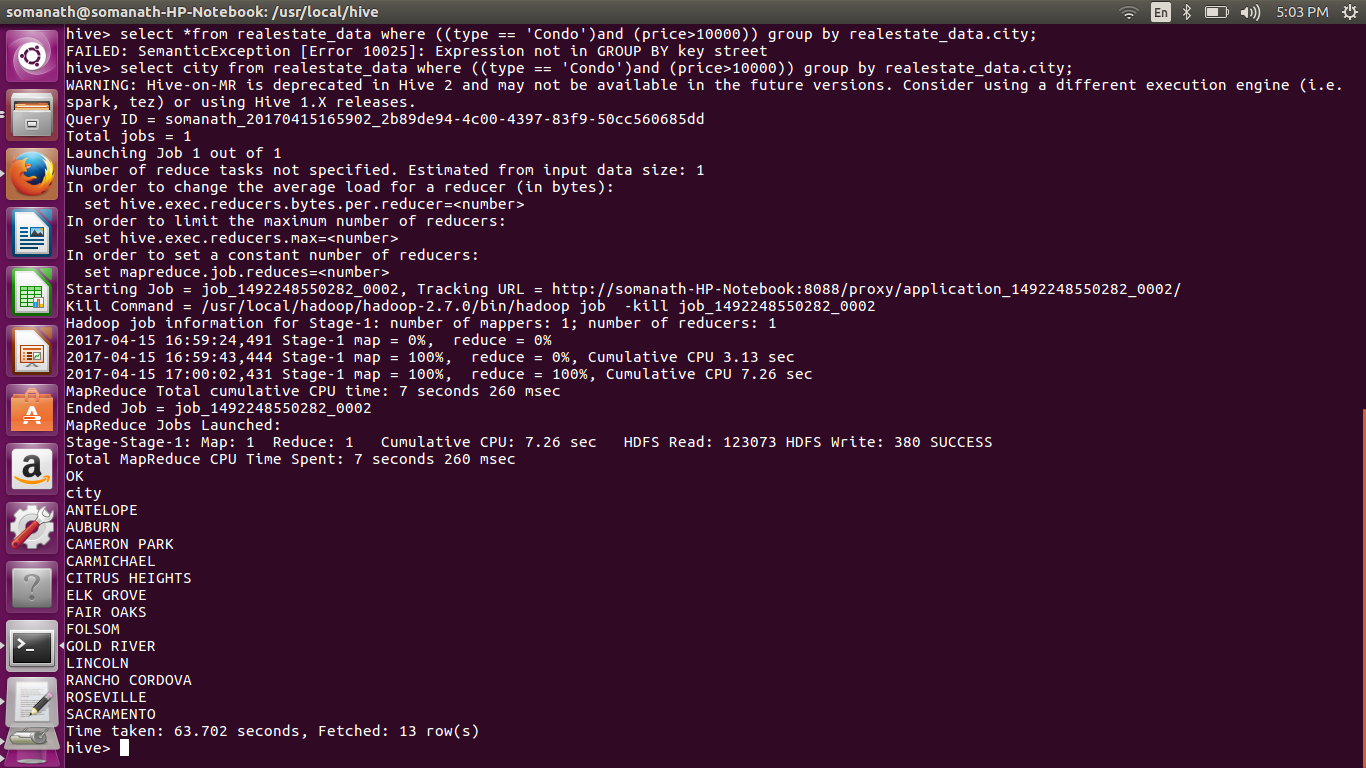 somanath@somanath-HP-Notebook: /usr/local/hive
En
5:03 PM
hive> select *from realestate_data where ((type == 'Condo')and (price>10000)) group by realestate_data.city;
FAILED: SemanticException [Error 10025]: Expression not in GROUP BY key street
hive> select city from realestate_data where ((type == 'Condo')and (price>10000)) group by realestate_data.city;
WARNING: Hive-on-MR is deprecated in Hive 2 and may not be available in the future versions. Consider using a different execution engine (i.e.
spark, tez) or using Hive 1.X releases.
Query ID = somanath_20170415165902_2b89de94-4c00-4397-83f9-50cc560685dd
Total jobs = 1
Launching Job 1 out of 1
Number of reduce tasks not specified. Estimated from input data size: 1
In order to change the average load for a reducer (in bytes):
  set hive.exec.reducers.bytes.per.reducer=<number>
In order to limit the maximum number of reducers:
  set hive.exec.reducers.max=<number>
In order to set a constant number of reducers:
  set mapreduce.job.reduces=<number>
Starting Job = job_1492248550282_0002, Tracking URL = http://somanath-HP-Notebook:8088/proxy/application_1492248550282_0002/
Kill Command = /usr/local/hadoop/hadoop-2.7.0/bin/hadoop job  -kill job_1492248550282_0002
Hadoop job information for Stage-1: number of mappers: 1; number of reducers: 1
2017-04-15 16:59:24,491 Stage-1 map = 0%,  reduce = 0%
2017-04-15 16:59:43,444 Stage-1 map = 100%,  reduce = 0%, Cumulative CPU 3.13 sec
2017-04-15 17:00:02,431 Stage-1 map = 100%,  reduce = 100%, Cumulative CPU 7.26 sec
MapReduce Total cumulative CPU time: 7 seconds 260 msec
Ended Job = job_1492248550282_0002
MapReduce Jobs Launched:
Stage-Stage-1: Map: 1  Reduce: 1   Cumulative CPU: 7.26 sec   HDFS Read: 123073 HDFS Write: 380 SUCCESS
Total MapReduce CPU Time Spent: 7 seconds 260 msec
OK
city
ANTELOPE
AUBURN
CAMERON PARK
CARMICHAEL
CITRUS HEIGHTS
ELK GROVE
FAIR OAKS
FOLSOM
GOLD RIVER
LINCOLN
RANCHO CORDOVA
ROSEVILLE
SACRAMENTO
Time taken: 63.702 seconds, Fetched: 13 row(s)
hive>